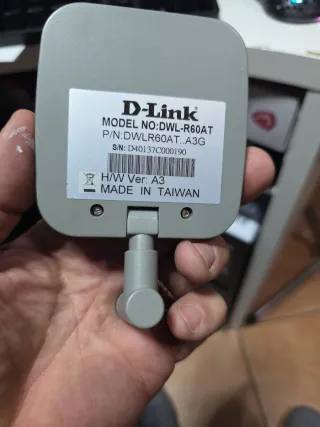 D-Link
MODEL NO:DWL-R60AT
P/N:DWLR60AT..A3G
S/N: D40137C000190
H/W Ver: A3
MADE IN TAIWAN